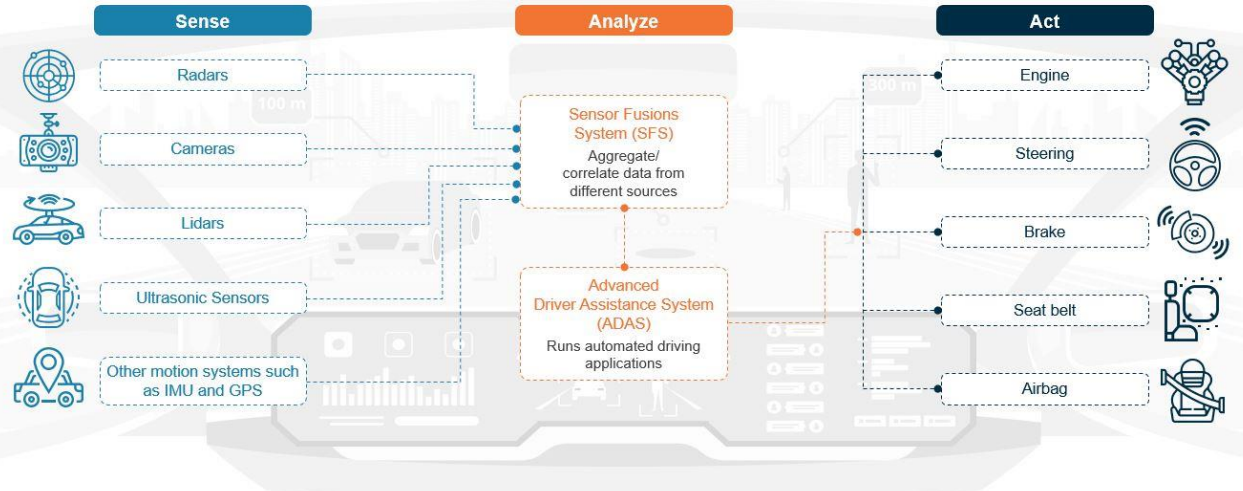 Sense
Analyze
Act
Radars
Cameras
Lidars
Ultrasonic Sensors
Other motion systems such
as IMU and GPS
100 m
Sensor Fusions
System (SFS)
Aggregate/
correlate data from
different sources
Advanced
Driver Assistance System
(ADAS)
Runs automated driving
applications
300 m
Engine
Steering
Brake
Seat belt
Airbag